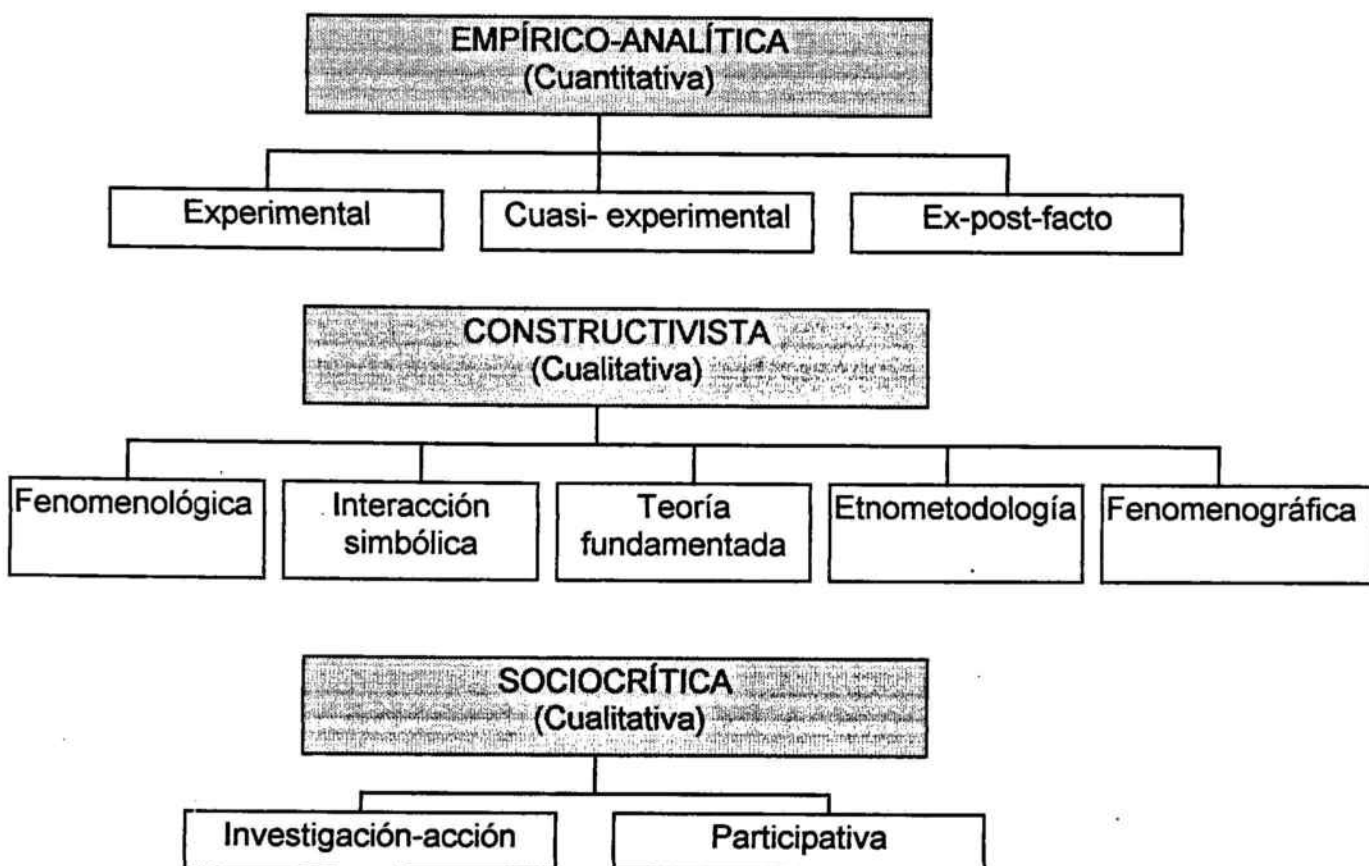 EMPÍRICO-ANALÍTICA
(Cuantitativa)
Experimental
Cuasi- experimental
Ex-post-facto
CONSTRUCTIVISTA
(Cualitativa)
Fenomenológica
Interacción
simbólica
Teoría
fundamentada
Etnometodología
Fenomenográfica
SOCIOCRÍTICA
(Cualitativa)
Investigación-acción
Participativa